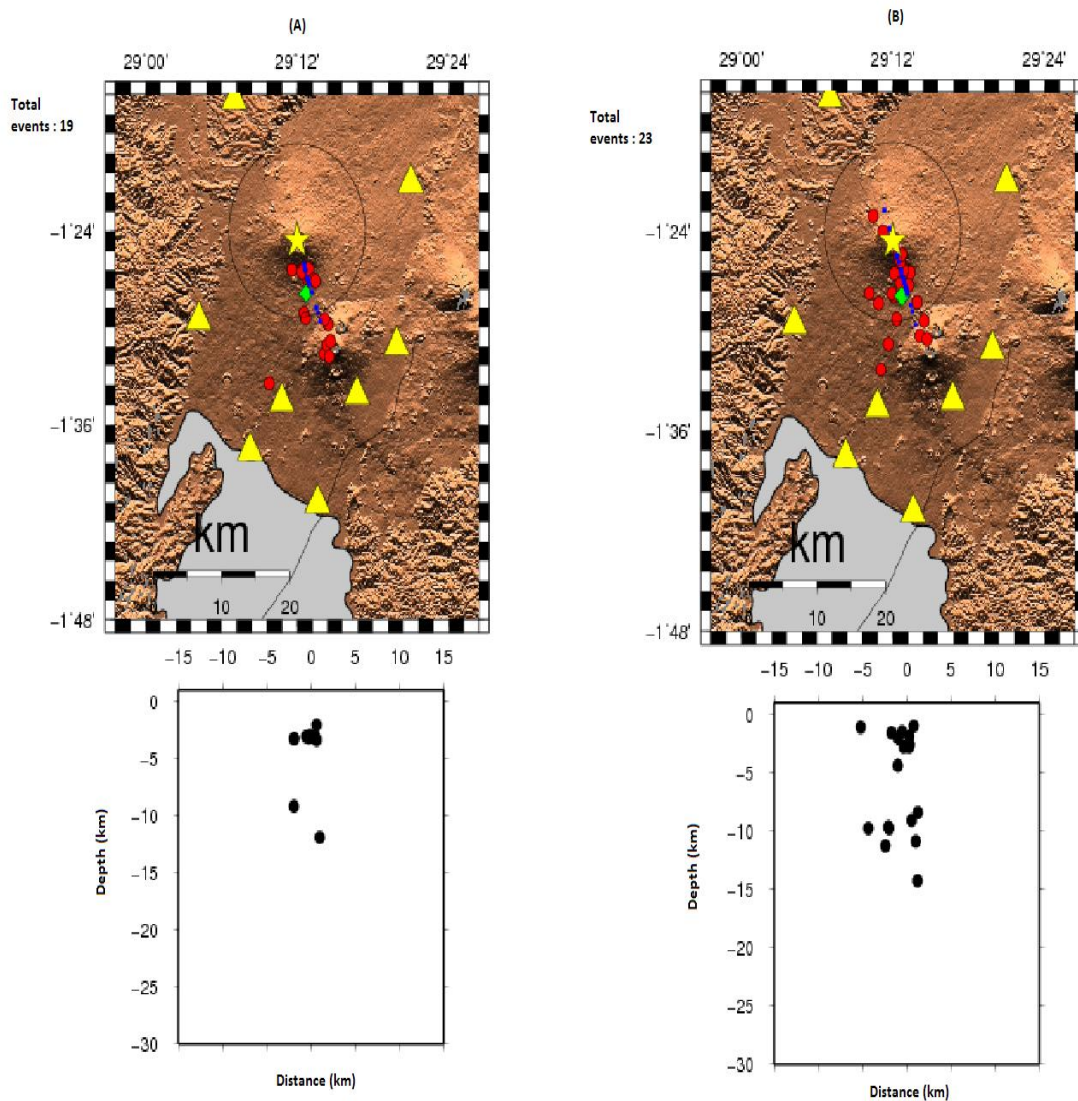 (A)
29°00' 29°12' 29°24'
Total
events : 19
−1°24'
−1°36'
−1°48'
km
0 10 20
−15 −10 −5 0 5 10 15
0
−5
−10
−15
−20
−25
−30
Depth (km)
Distance (km)
(B)
29°00' 29°12' 29°24'
Total
events : 23
−1°24'
−1°36'
−1°48'
km
0 10 20
−15 −10 −5 0 5 10 15
0
−5
−10
−15
−20
−25
−30
Depth (km)
Distance (km)